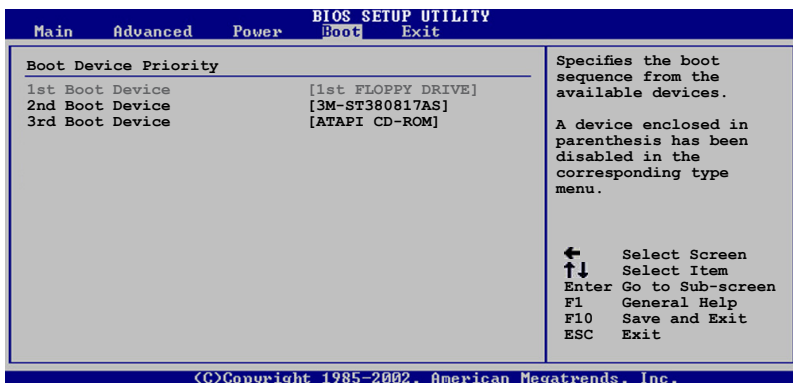 BIOS SETUP UTILITY
Main Advanced Power Boot Exit
Boot Device Priority
1st Boot Device [1st FLOPPY DRIVE]
2nd Boot Device [3M-ST380817AS]
3rd Boot Device [ATAPI CD-ROM]
Specifies the boot
sequence from the
available devices.
A device enclosed in
parenthesis has been
disabled in the
corresponding type
menu.
← Select Screen
↑↓ Select Item
Enter Go to Sub-screen
F1 General Help
F10 Save and Exit
ESC Exit
(C)Copyright 1985-2002, American Megatrends, Inc.